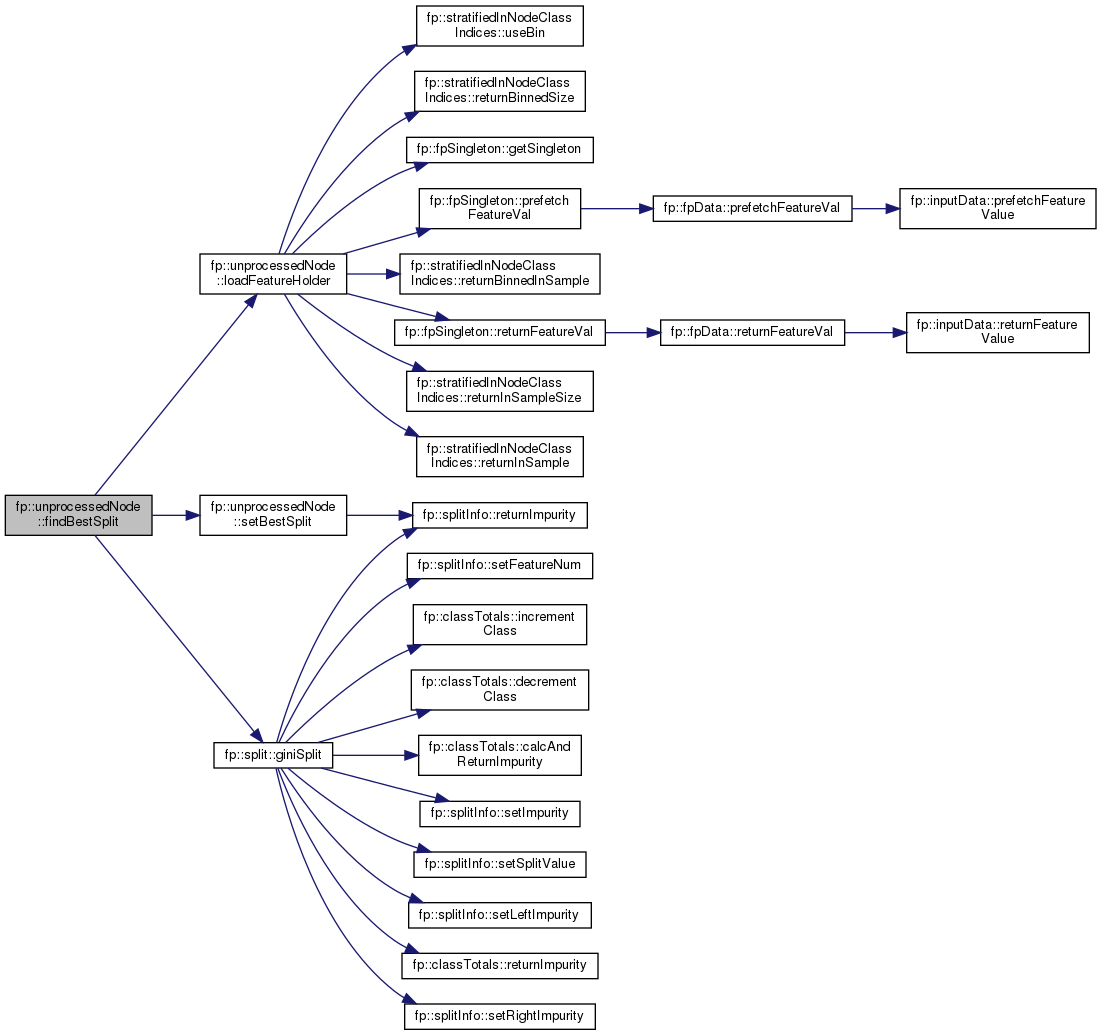 fp::stratifiedInNodeClass
Indices::useBin
fp::stratifiedInNodeClass
Indices::returnBinnedSize
fp::fpSingleton::getSingleton
fp::fpSingleton::prefetch
FeatureVal
fp::fpData::prefetchFeatureVal
fp::inputData::prefetchFeature
Value
fp::unprocessedNode
::loadFeatureHolder
fp::stratifiedInNodeClass
Indices::returnBinnedInSample
fp::fpSingleton::returnFeatureVal
fp::fpData::returnFeatureVal
fp::inputData::returnFeature
Value
fp::stratifiedInNodeClass
Indices::returnInSampleSize
fp::stratifiedInNodeClass
Indices::returnInSample
fp::unprocessedNode
::findBestSplit
fp::unprocessedNode
::setBestSplit
fp::splitInfo::returnImpurity
fp::splitInfo::setFeatureNum
fp::classTotals::increment
Class
fp::classTotals::decrement
Class
fp::split::giniSplit
fp::classTotals::calcAnd
ReturnImpurity
fp::splitInfo::setImpurity
fp::splitInfo::setSplitValue
fp::splitInfo::setLeftImpurity
fp::classTotals::returnImpurity
fp::splitInfo::setRightImpurity